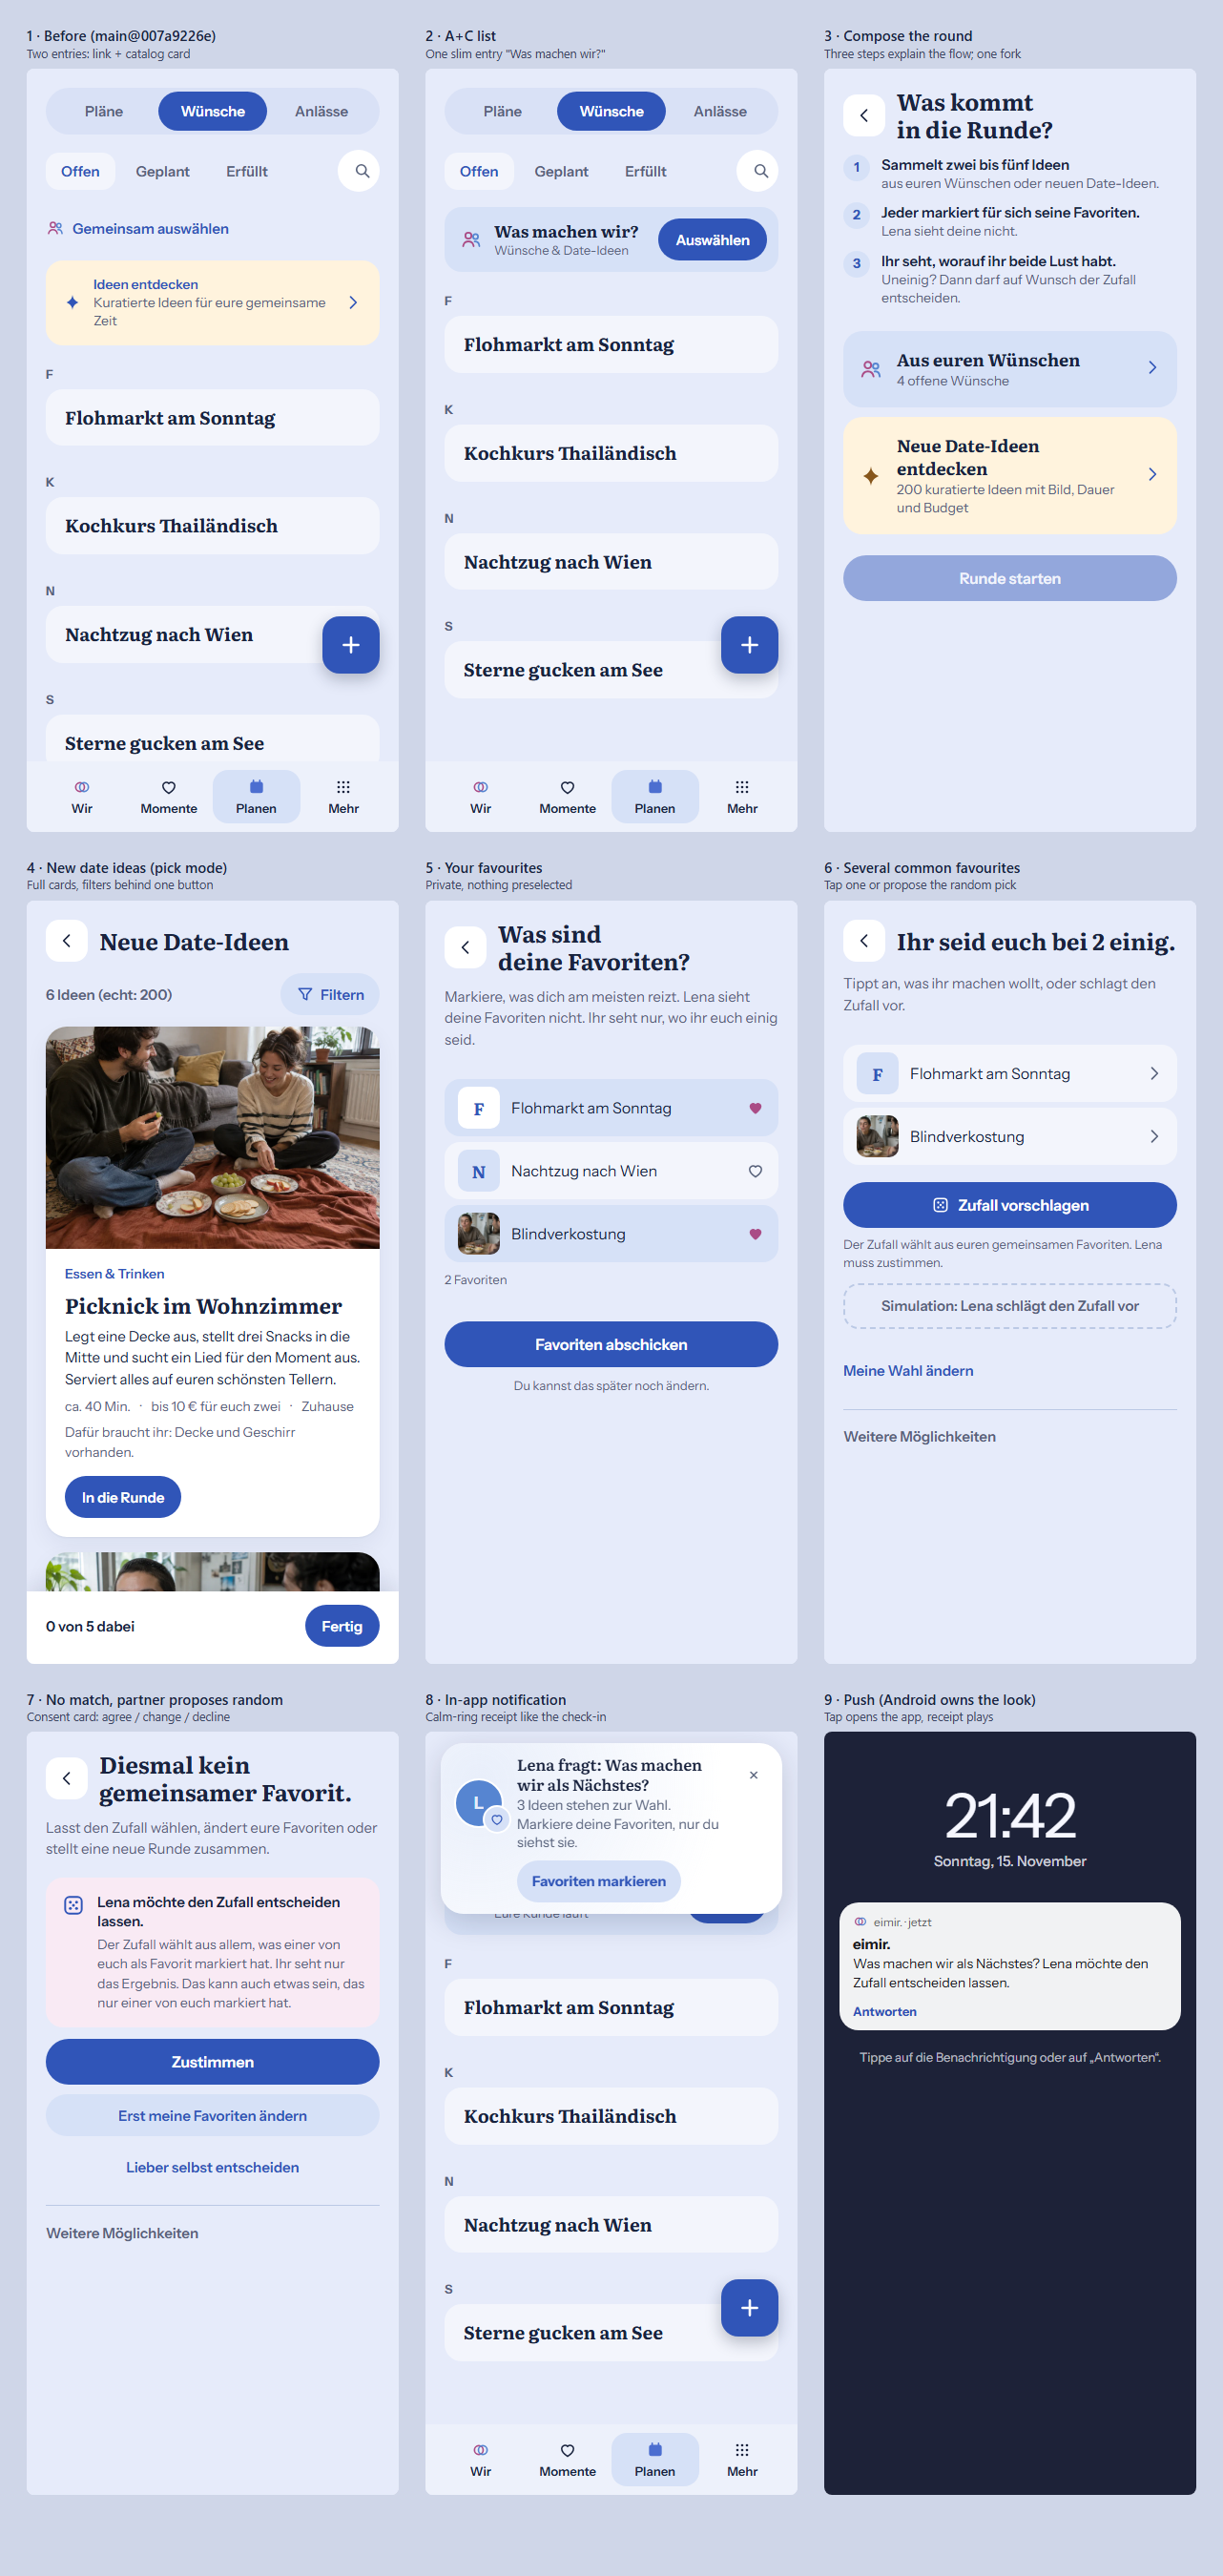 1 · Before (main@007a9226e)
Two entries: link + catalog card
Pläne
Wünsche
Anlässe
Offen
Geplant
Erfüllt
Gemeinsam auswählen
Ideen entdecken
Kuratierte Ideen für eure gemeinsame
Zeit
F
Flohmarkt am Sonntag
K
Kochkurs Thailändisch
N
Nachtzug nach Wien
S
Sterne gucken am See
Wir
Momente
Planen
Mehr
2 · A+C list
One slim entry "Was machen wir?"
Pläne
Wünsche
Anlässe
Offen
Geplant
Erfüllt
Was machen wir?
Wünsche & Date-Ideen
Auswählen
F
Flohmarkt am Sonntag
K
Kochkurs Thailändisch
N
Nachtzug nach Wien
S
Sterne gucken am See
Wir
Momente
Planen
Mehr
3 · Compose the round
Three steps explain the flow; one fork
Was kommt
in die Runde?
1
Sammelt zwei bis fünf Ideen
aus euren Wünschen oder neuen Date-Ideen.
2
Jeder markiert für sich seine Favoriten.
Lena sieht deine nicht.
3
Ihr seht, worauf ihr beide Lust habt.
Uneinig? Dann darf auf Wunsch der Zufall
entscheiden.
Aus euren Wünschen
4 offene Wünsche
Neue Date-Ideen
entdecken
200 kuratierte Ideen mit Bild, Dauer
und Budget
Runde starten
4 · New date ideas (pick mode)
Full cards, filters behind one button
Neue Date-Ideen
6 Ideen (echt: 200)
Filtern
Essen & Trinken
Picknick im Wohnzimmer
Legt eine Decke aus, stellt drei Snacks in die
Mitte und sucht ein Lied für den Moment aus.
Serviert alles auf euren schönsten Tellern.
ca. 40 Min. · bis 10 € für euch zwei · Zuhause
Dafür braucht ihr: Decke und Geschirr
vorhanden.
In die Runde
0 von 5 dabei
Fertig
5 · Your favourites
Private, nothing preselected
Was sind
deine Favoriten?
Markiere, was dich am meisten reizt. Lena sieht
deine Favoriten nicht. Ihr seht nur, wo ihr euch einig
seid.
F
Flohmarkt am Sonntag
N
Nachtzug nach Wien
Blindverkostung
2 Favoriten
Favoriten abschicken
Du kannst das später noch ändern.
6 · Several common favourites
Tap one or propose the random pick
Ihr seid euch bei 2 einig.
Tippt an, was ihr machen wollt, oder schlagt den
Zufall vor.
F
Flohmarkt am Sonntag
Blindverkostung
Zufall vorschlagen
Der Zufall wählt aus euren gemeinsamen Favoriten. Lena
muss zustimmen.
Simulation: Lena schlägt den Zufall vor
Meine Wahl ändern
Weitere Möglichkeiten
7 · No match, partner proposes random
Consent card: agree / change / decline
Diesmal kein
gemeinsamer Favorit.
Lasst den Zufall wählen, ändert eure Favoriten oder
stellt eine neue Runde zusammen.
Lena möchte den Zufall entscheiden
lassen.
Der Zufall wählt aus allem, was einer von
euch als Favorit markiert hat. Ihr seht nur
das Ergebnis. Das kann auch etwas sein, das
nur einer von euch markiert hat.
Zustimmen
Erst meine Favoriten ändern
Lieber selbst entscheiden
Weitere Möglichkeiten
8 · In-app notification
Calm-ring receipt like the check-in
L
Lena fragt: Was machen
wir als Nächstes?
3 Ideen stehen zur Wahl.
Markiere deine Favoriten, nur du
siehst sie.
Favoriten markieren
Eure Runde läuft
F
Flohmarkt am Sonntag
K
Kochkurs Thailändisch
N
Nachtzug nach Wien
S
Sterne gucken am See
Wir
Momente
Planen
Mehr
9 · Push (Android owns the look)
Tap opens the app, receipt plays
21:42
Sonntag, 15. November
eimir. · jetzt
eimir.
Was machen wir als Nächstes? Lena möchte den
Zufall entscheiden lassen.
Antworten
Tippe auf die Benachrichtigung oder auf „Antworten“.